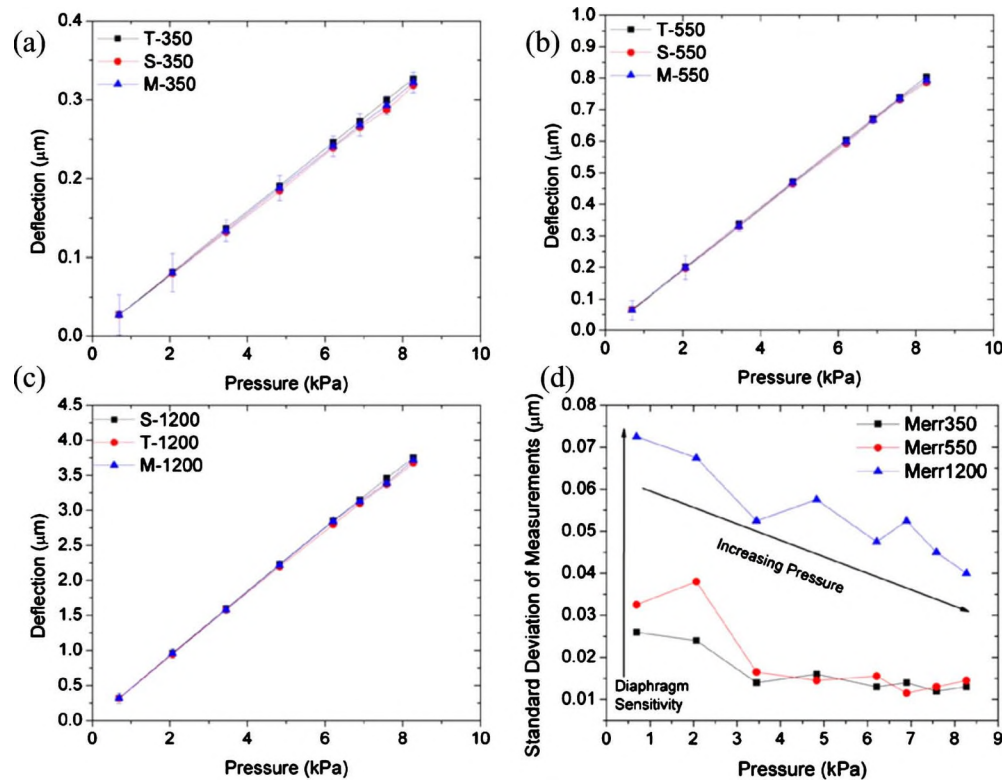 (a)
T-350
S-350
M-350
0.4
0.3
0.2
0.1
0.0
Deflection (μm)
0 2 4 6 8 10
Pressure (kPa)
(b)
T-550
S-550
M-550
1.0
0.9
0.8
0.7
0.6
0.5
0.4
0.3
0.2
0.1
0.0
Deflection (μm)
0 2 4 6 8 10
Pressure (kPa)
(c)
S-1200
T-1200
M-1200
4.5
4.0
3.5
3.0
2.5
2.0
1.5
1.0
0.5
0.0
Deflection (μm)
0 2 4 6 8 10
Pressure (kPa)
(d)
Merr350
Merr550
Merr1200
0.08
0.07
0.06
0.05
0.04
0.03
0.02
0.01
Standard Deviation of Measurements (μm)
Increasing Pressure
Diaphragm
Sensitivity
0 1 2 3 4 5 6 7 8 9
Pressure (kPa)